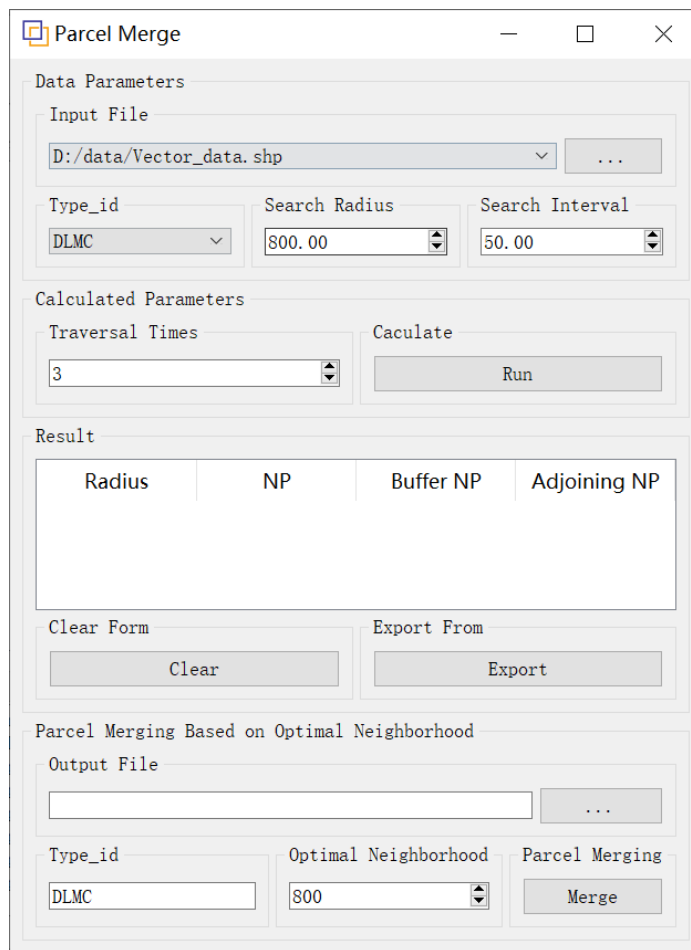 Parcel Merge
Data Parameters
Input File
D:/data/Vector_data.shp
...
Type_id
Search Radius
Search Interval
DLMC
800.00
50.00
Calculated Parameters
Traversal Times
Caculate
3
Run
Result
Radius
NP
Buffer NP
Adjoining NP
Clear Form
Export From
Clear
Export
Parcel Merging Based on Optimal Neighborhood
Output File
...
Type_id
Optimal Neighborhood
Parcel Merging
DLMC
800
Merge